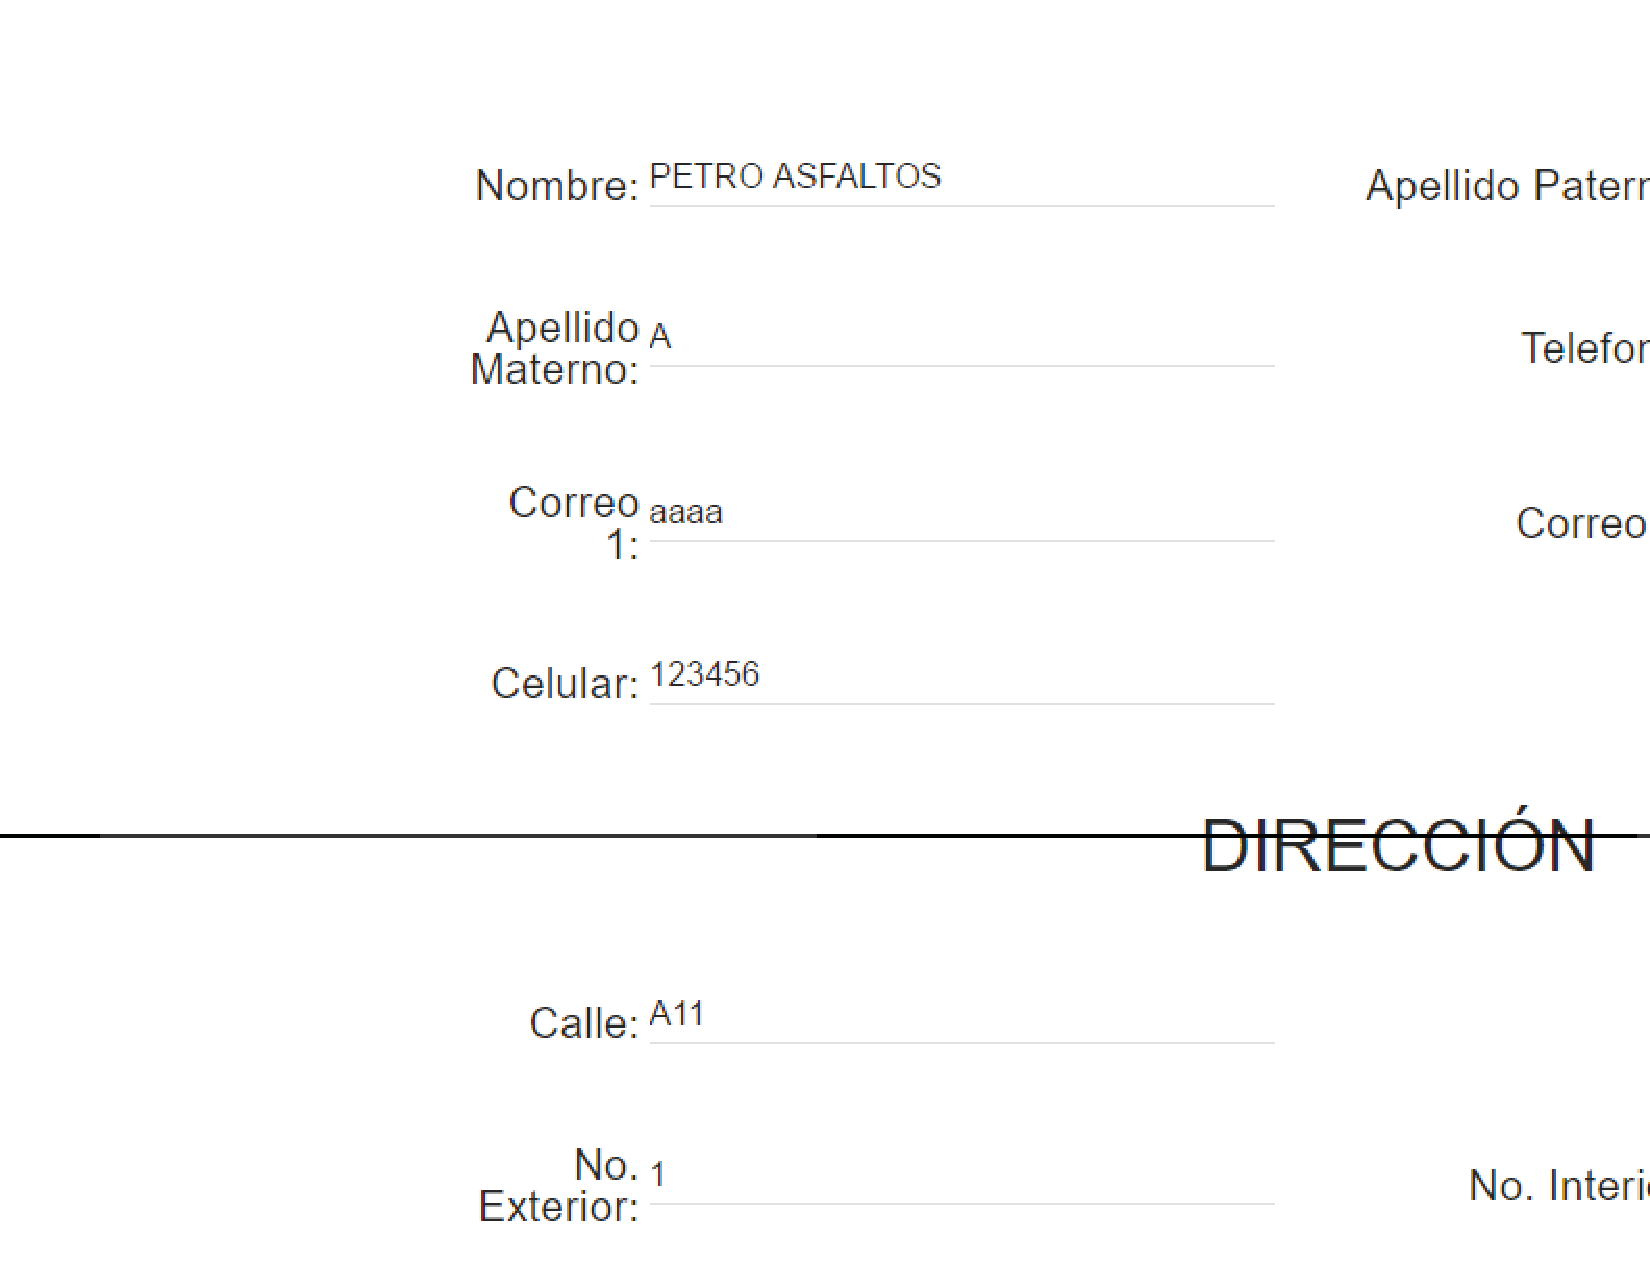 Nombre: PETRO ASFALTOS
Apellido Patern
Apellido
Materno: A
Telefon
Correo
1: aaaa
Correo
Celular: 123456
DIRECCIÓN
Calle: A11
No.
Exterior: 1
No. Interi